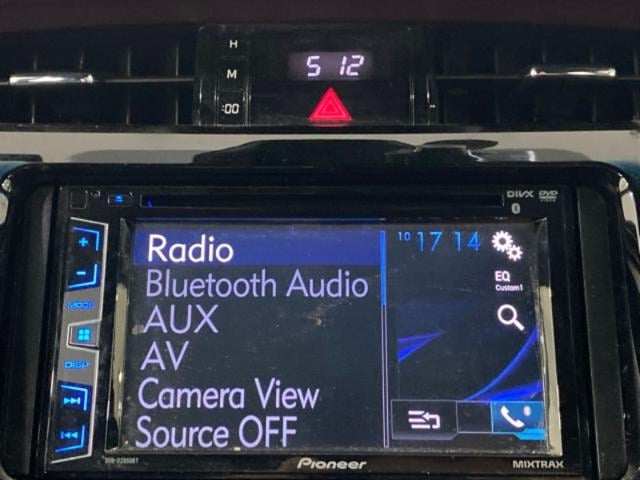 H
M
:00
5 12
DIVX DVD
VIDEO
Radio
Bluetooth Audio
AUX
AV
Camera View
Source OFF
10 17 14
EQ
Custom1
+
-
MODE
DISP
Pioneer
MIXTRAX